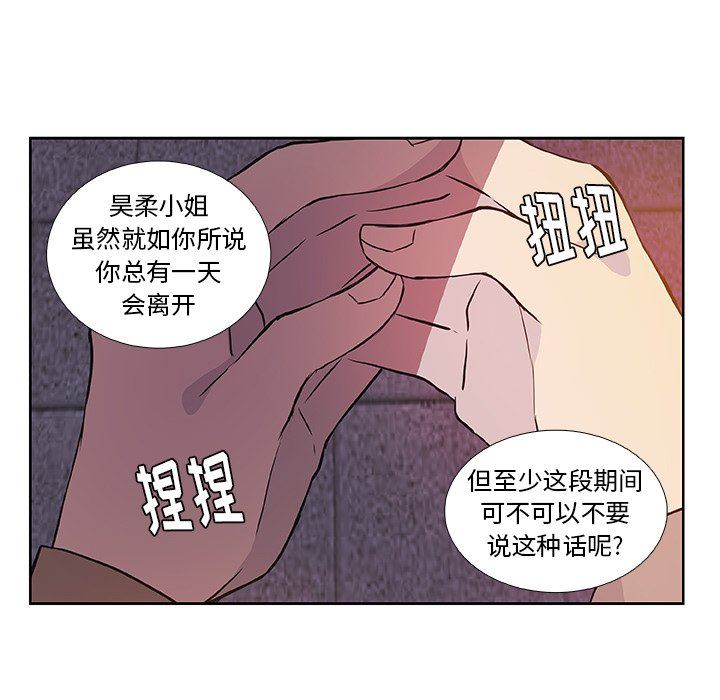 昊柔小姐
虽然就如你所说
你总有一天
会离开
扭扭
捏捏
但至少这段期间
可不可以不要
说这种话呢?